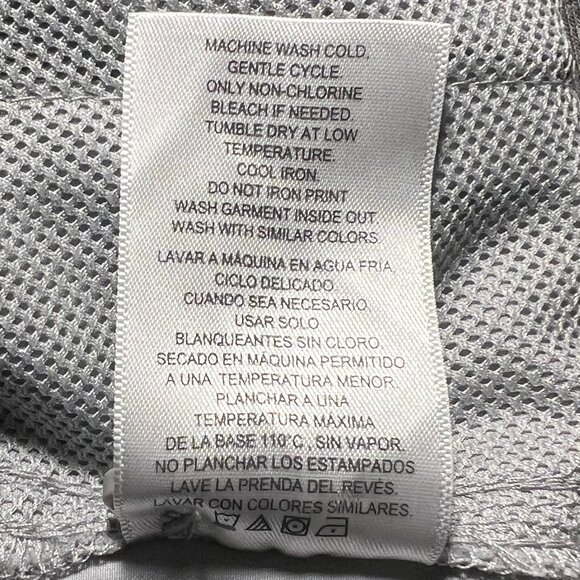 MACHINE WASH COLD,
GENTLE CYCLE.
ONLY NON-CHLORINE
BLEACH IF NEEDED.
TUMBLE DRY AT LOW
TEMPERATURE.
COOL IRON.
DO NOT IRON PRINT
WASH GARMENT INSIDE OUT.
WASH WITH SIMILAR COLORS
LAVAR A MÁQUINA EN AGUA FRÍA,
CICLO DELICADO.
CUANDO SEA NECESARIO,
USAR SOLO
BLANQUEANTES SIN CLORO.
SECADO EN MÁQUINA PERMITIDO
A UNA TEMPERATURA MENOR.
PLANCHAR A UNA
TEMPERATURA MÁXIMA
DE LA BASE 110°C, SIN VAPOR.
NO PLANCHAR LOS ESTAMPADOS
LAVE LA PRENDA DEL REVÉS.
LAVAR CON COLORES SIMILARES.